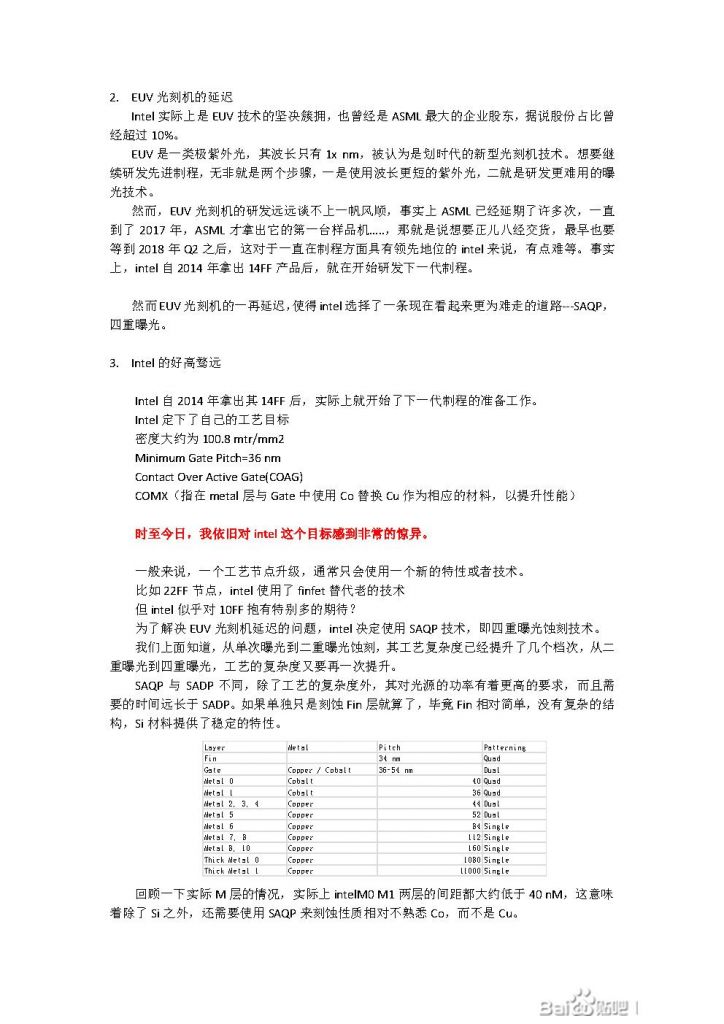 2. EUV 光刻机的延迟
Intel 实际上是 EUV 技术的坚决簇拥，也曾经是 ASML 最大的企业股东，据说股份占比曾
经超过 10%。
EUV 是一类极紫外光，其波长只有 1x nm，被认为是划时代的新型光刻机技术。想要继
续研发先进制程，无非就是两个步骤，一是使用波长更短的紫外光，二就是研发更难用的曝
光技术。
然而，EUV 光刻机的研发远远谈不上一帆风顺，事实上 ASML 已经延期了许多次，一直
到了 2017 年，ASML 才拿出它的第一台样品机.....，那就是说想要正儿八经交货，最早也要
等到 2018 年 Q2 之后，这对于一直在制程方面具有领先地位的 intel 来说，有点难等。事实
上，intel 自 2014 年拿出 14FF 产品后，就在开始研发下一代制程。
然而 EUV 光刻机的一再延迟，使得 intel 选择了一条现在看起来更为难走的道路---SAQP，
四重曝光。
3. Intel 的好高骛远
Intel 自 2014 年拿出其 14FF 后，实际上就开始了下一代制程的准备工作。
Intel 定下了自己的工艺目标
密度大约为 100.8 mtr/mm2
Minimum Gate Pitch=36 nm
Contact Over Active Gate(COAG)
COMX（指在 metal 层与 Gate 中使用 Co 替换 Cu 作为相应的材料，以提升性能）
时至今日，我依旧对 intel 这个目标感到非常的惊异。
一般来说，一个工艺节点升级，通常只会使用一个新的特性或者技术。
比如 22FF 节点，intel 使用了 finfet 替代老的技术
但 intel 似乎对 10FF 抱有特别多的期待？
为了解决 EUV 光刻机延迟的问题，intel 决定使用 SAQP 技术，即四重曝光蚀刻技术。
我们上面知道，从单次曝光到二重曝光蚀刻，其工艺复杂度已经提升了几个档次，从二
重曝光到四重曝光，工艺的复杂度又要再一次提升。
SAQP 与 SADP 不同，除了工艺的复杂度外，其对光源的功率有着更高的要求，而且需
要的时间远长于 SADP。如果单独只是刻蚀 Fin 层就算了，毕竟 Fin 相对简单，没有复杂的结
构，Si 材料提供了稳定的特性。
Layer Metal Pitch Patterning
Fin 34 nm Quad
Gate Copper / Cobalt 36-54 nm Dual
Metal 0 Cobalt 40 Quad
Metal 1 Cobalt 36 Quad
Metal 2, 3, 4 Copper 44 Dual
Metal 5 Copper 52 Dual
Metal 6 Copper 84 Single
Metal 7, 8 Copper 112 Single
Metal 8, 10 Copper 160 Single
Thick Metal 0 Copper 1080 Single
Thick Metal 1 Copper 11000 Single
回顾一下实际 M 层的情况，实际上 intelM0 M1 两层的间距都大约低于 40 nM，这意味
着除了 Si 之外，还需要使用 SAQP 来刻蚀性质相对不熟悉 Co，而不是 Cu。
Bai 贴吧